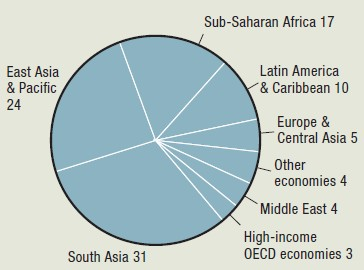 Sub-Saharan Africa 17
Latin America
& Caribbean 10
Europe &
Central Asia 5
Other
economies 4
Middle East 4
High-income
OECD economies 3
South Asia 31
East Asia
& Pacific
24